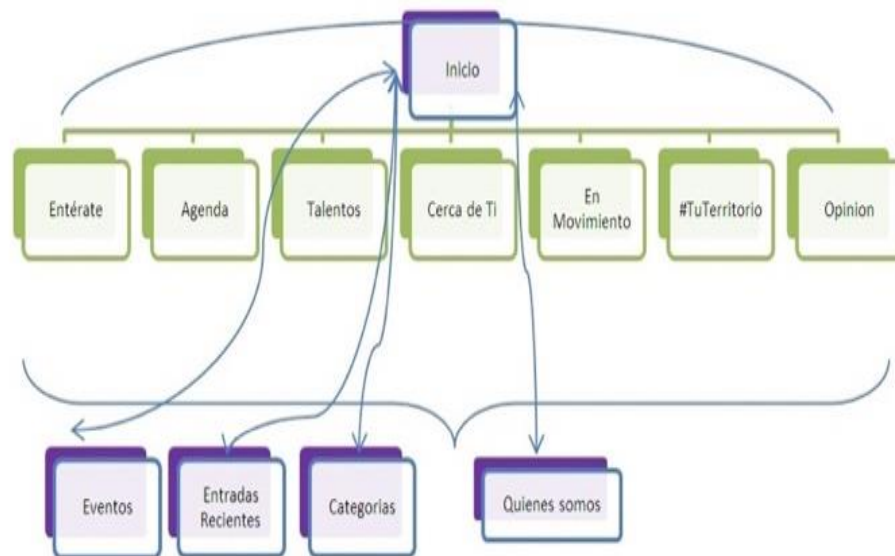 Inicio
Entérate
Agenda
Talentos
Cerca de Ti
En
Movimiento
#TuTerritorio
Opinion
Eventos
Entradas
Recientes
Categorias
Quienes somos